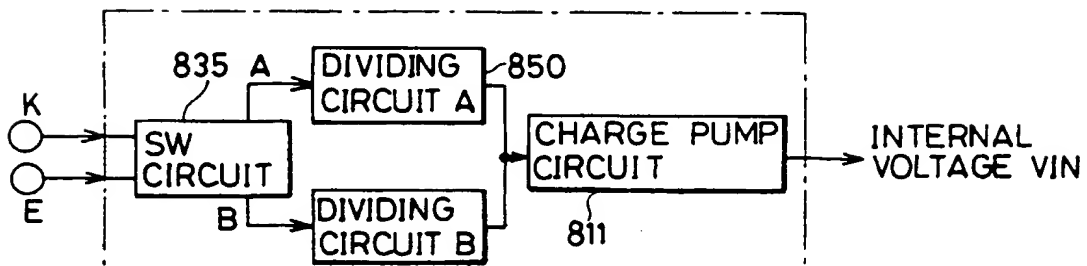 K
E
835
SW
CIRCUIT
A
B
DIVIDING
CIRCUIT A
850
DIVIDING
CIRCUIT B
CHARGE PUMP
CIRCUIT
811
INTERNAL
VOLTAGE VIN